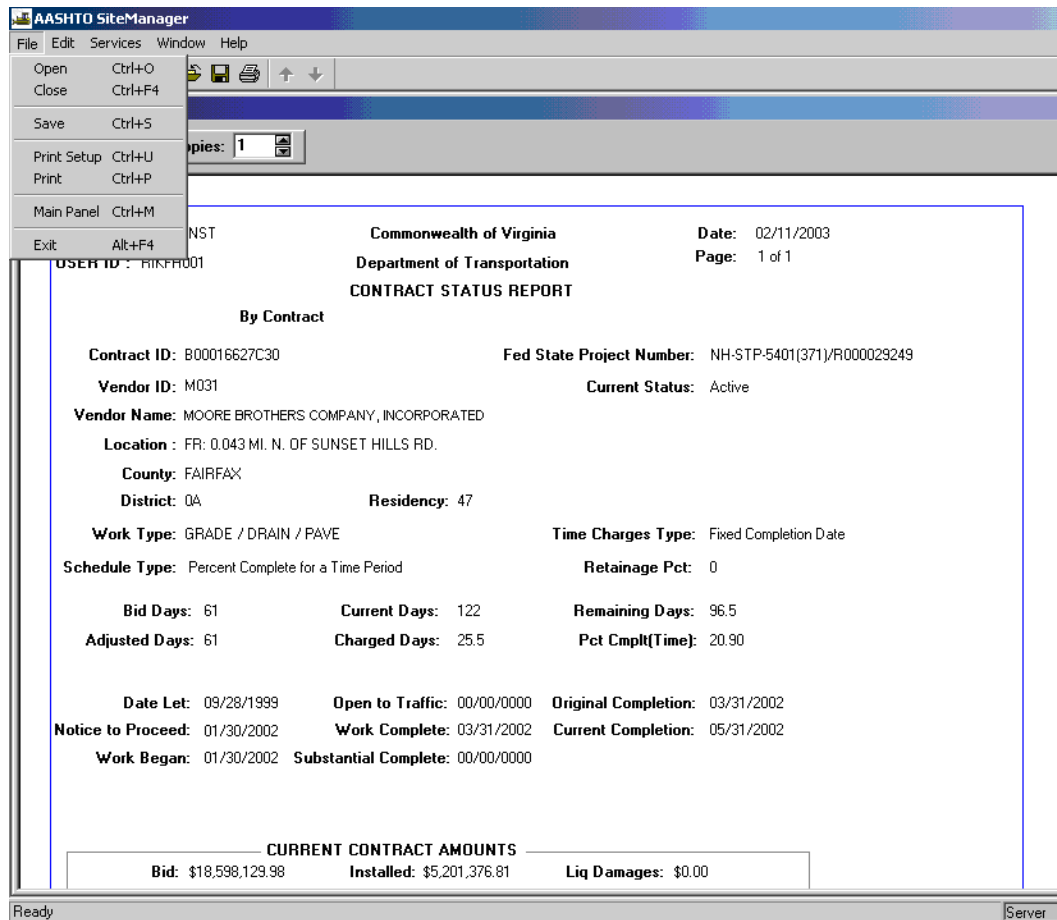 AASHTO SiteManager
File Edit Services Window Help
Open Ctrl+O
Close Ctrl+F4
Save Ctrl+S
Print Setup Ctrl+U
Print Ctrl+P
Main Panel Ctrl+M
Exit Alt+F4
opies: 1
NST Commonwealth of Virginia Date: 02/11/2003
USER ID : RIKFH001 Department of Transportation Page: 1 of 1
CONTRACT STATUS REPORT
By Contract
Contract ID: B00016627C30 Fed State Project Number: NH-STP-5401(371)/R000029249
Vendor ID: M031 Current Status: Active
Vendor Name: MOORE BROTHERS COMPANY, INCORPORATED
Location : FR: 0.043 MI. N. OF SUNSET HILLS RD.
County: FAIRFAX
District: 0A Residency: 47
Work Type: GRADE / DRAIN / PAVE Time Charges Type: Fixed Completion Date
Schedule Type: Percent Complete for a Time Period Retainage Pct: 0
Bid Days: 61 Current Days: 122 Remaining Days: 96.5
Adjusted Days: 61 Charged Days: 25.5 Pct Cmplt(Time): 20.90
Date Let: 09/28/1999 Open to Traffic: 00/00/0000 Original Completion: 03/31/2002
Notice to Proceed: 01/30/2002 Work Complete: 03/31/2002 Current Completion: 05/31/2002
Work Began: 01/30/2002 Substantial Complete: 00/00/0000
CURRENT CONTRACT AMOUNTS
Bid: $18,598,129.98 Installed: $5,201,376.81 Liq Damages: $0.00
Ready Server